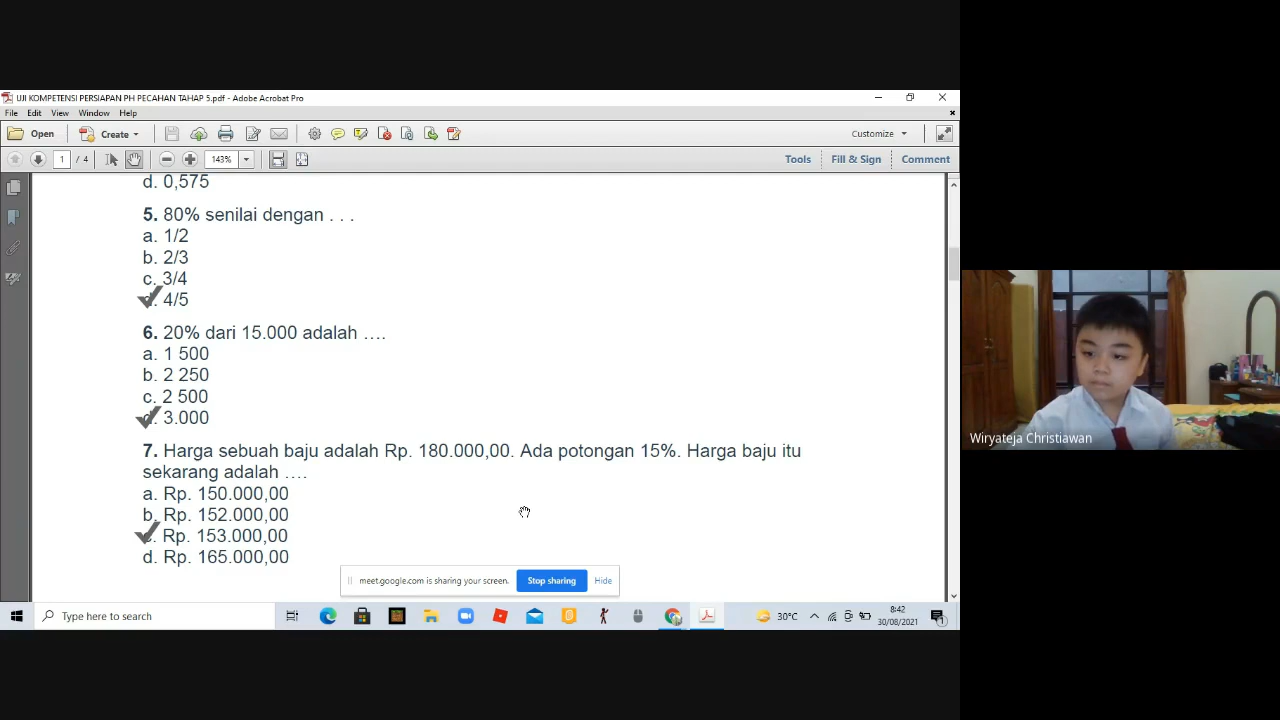 UJI KOMPETENSI PERSIAPAN PH PECAHAN TAHAP 5.pdf - Adobe Acrobat Pro
File Edit View Window Help
Open Create Customize
1 / 4 143% Tools Fill & Sign Comment
d. 0,575
5. 80% senilai dengan . . .
a. 1/2
b. 2/3
c. 3/4
4/5
6. 20% dari 15.000 adalah ....
a. 1 500
b. 2 250
c. 2 500
3.000
7. Harga sebuah baju adalah Rp. 180.000,00. Ada potongan 15%. Harga baju itu
sekarang adalah ....
a. Rp. 150.000,00
b. Rp. 152.000,00
Rp. 153.000,00
d. Rp. 165.000,00
meet.google.com is sharing your screen. Stop sharing Hide
Type here to search 30°C 8:42
30/08/2021
Wiryateja Christiawan